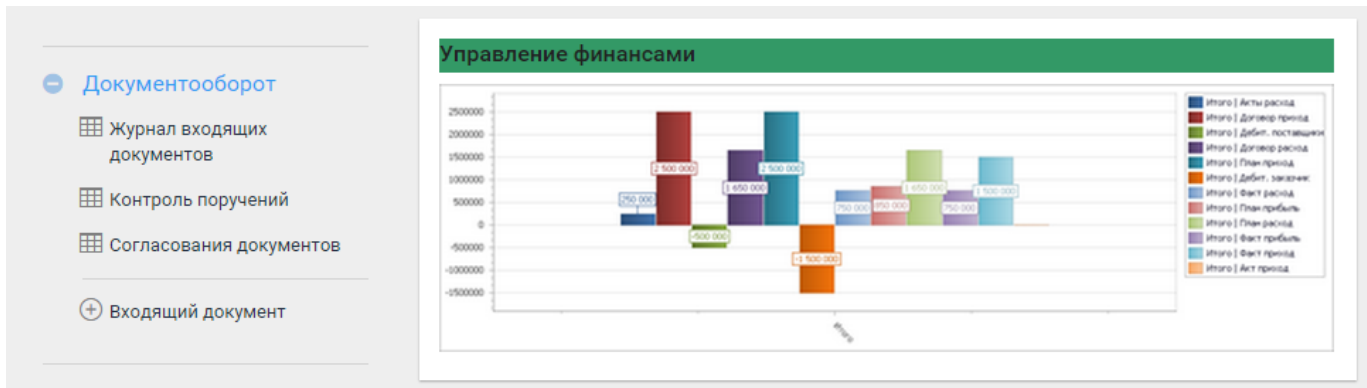 Документооборот
Журнал входящих
документов
Контроль поручений
Согласования документов
Входящий документ
Управление финансами
2500000
2000000
1500000
1000000
500000
0
-500000
-1000000
-1500000
250 000
2 500 000
-500 000
1 650 000
2 500 000
-1 500 000
750 000
850 000
1 650 000
750 000
1 500 000
Итого
Итого | Акты расход
Итого | Договор приход
Итого | Дебит. поставщики
Итого | Договор расход
Итого | План приход
Итого | Дебит. заказчик
Итого | Факт расход
Итого | План прибыль
Итого | План расход
Итого | Факт прибыль
Итого | Факт приход
Итого | Акт приход